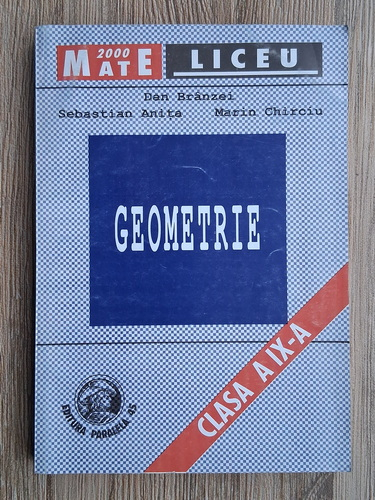 2000
MATE
LICEU
Dan Brânzei
Sebastian Anița Marin Chirciu
GEOMETRIE
CLASA A IX-A
EDITURA PARALELA 45